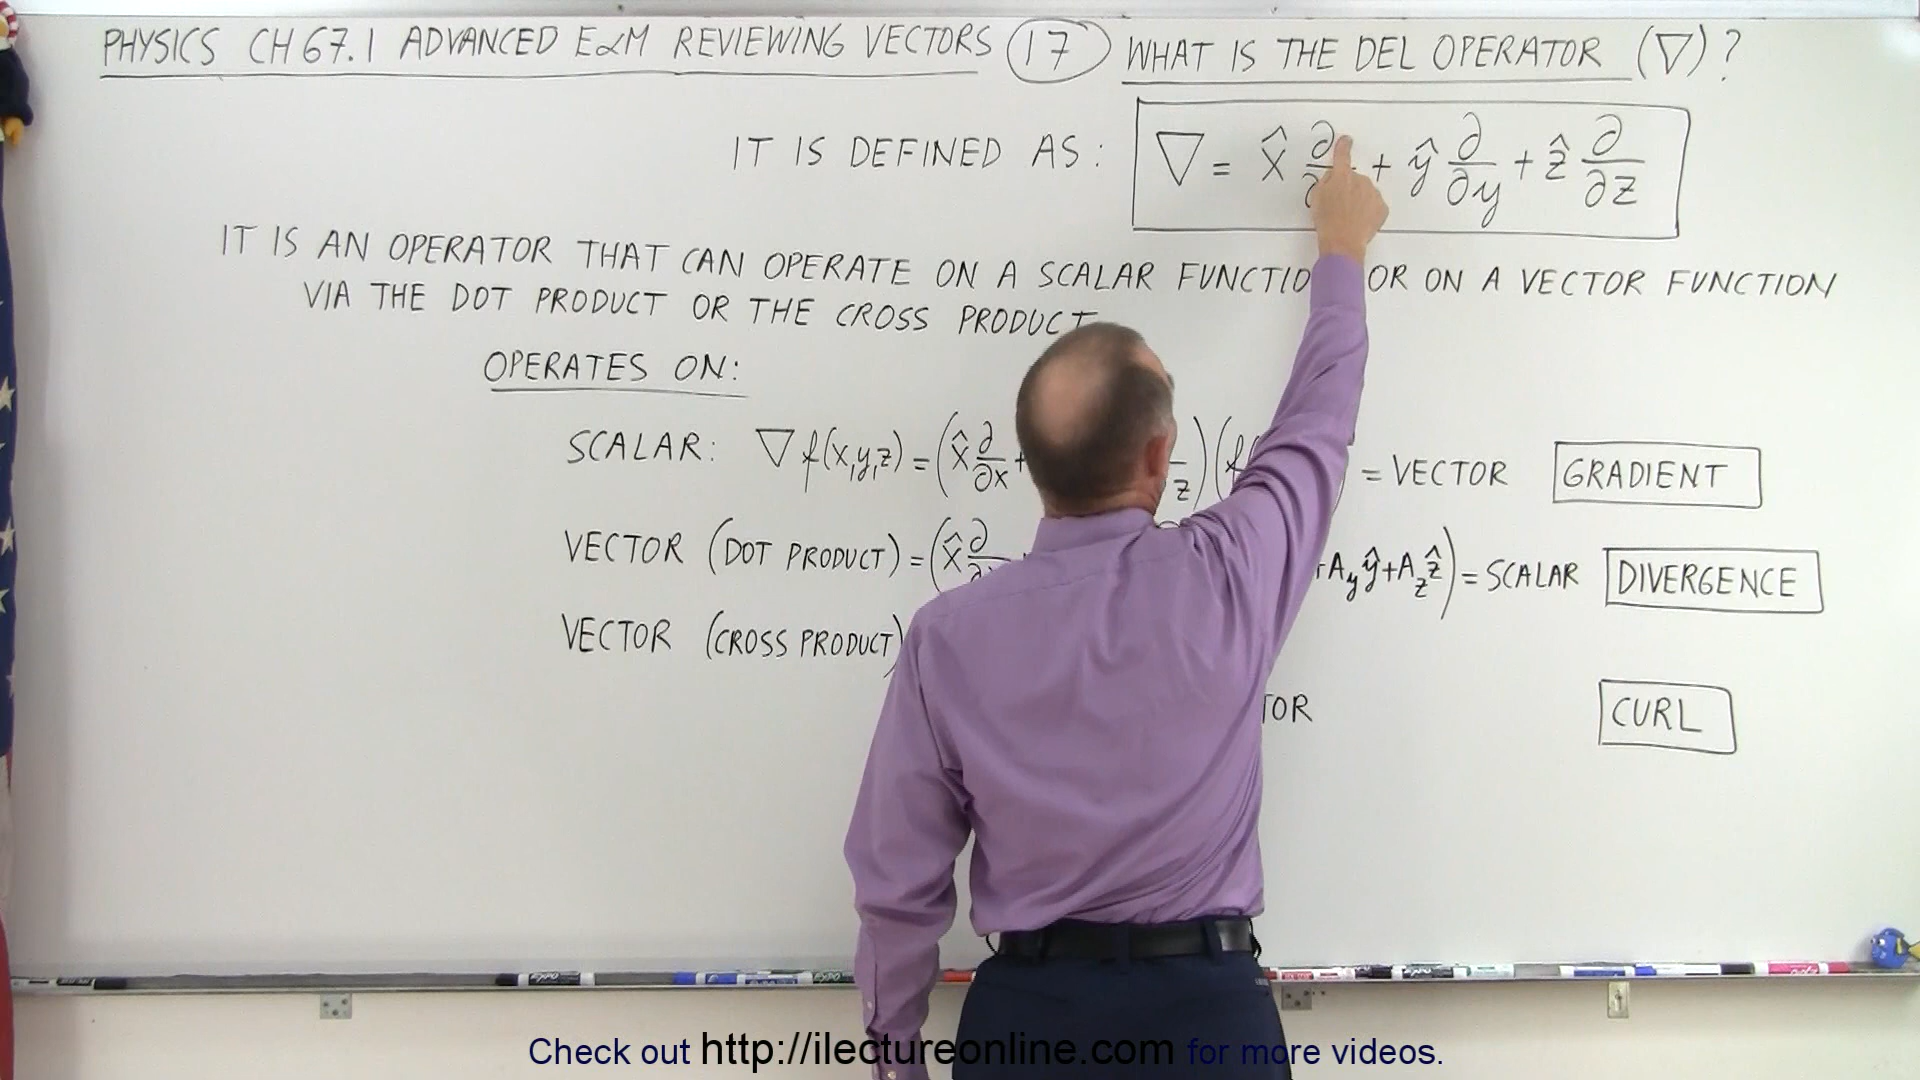 PHYSICS CH 67.1 ADVANCED E&M REVIEWING VECTORS 17 WHAT IS THE DEL OPERATOR (∇)?
IT IS DEFINED AS: ∇ = x̂ ∂/∂ + ŷ ∂/∂y + ẑ ∂/∂z
IT IS AN OPERATOR THAT CAN OPERATE ON A SCALAR FUNCTIO OR ON A VECTOR FUNCTION
VIA THE DOT PRODUCT OR THE CROSS PRODUCT
OPERATES ON:
SCALAR: ∇f(x,y,z) = (x̂ ∂/∂x + z)(f ) = VECTOR GRADIENT
VECTOR (DOT PRODUCT) = (x̂ ∂/∂ +A_y ŷ+A_z ẑ) = SCALAR DIVERGENCE
VECTOR (CROSS PRODUCT)
TOR CURL
Check out http://ilectureonline.com for more videos.